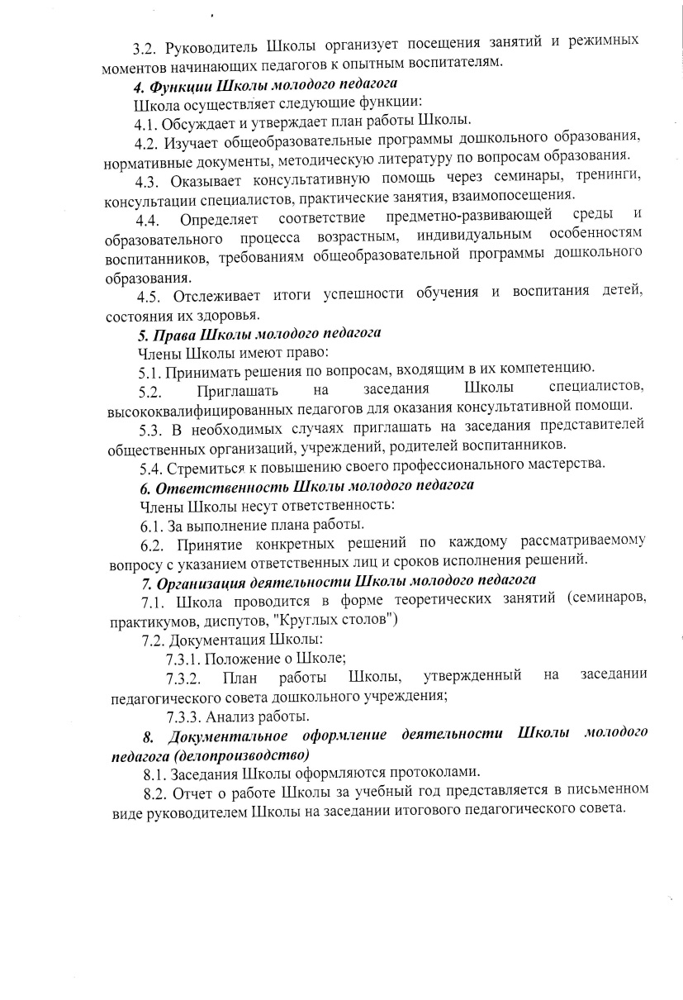 3.2. Руководитель Школы организует посещения занятий и режимных
моментов начинающих педагогов к опытным воспитателям.
4. Функции Школы молодого педагога
Школа осуществляет следующие функции:
4.1. Обсуждает и утверждает план работы Школы.
4.2. Изучает общеобразовательные программы дошкольного образования,
нормативные документы, методическую литературу по вопросам образования.
4.3. Оказывает консультативную помощь через семинары, тренинги,
консультации специалистов, практические занятия, взаимопосещения.
4.4. Определяет соответствие предметно-развивающей среды и
образовательного процесса возрастным, индивидуальным особенностям
воспитанников, требованиям общеобразовательной программы дошкольного
образования.
4.5. Отслеживает итоги успешности обучения и воспитания детей,
состояния их здоровья.
5. Права Школы молодого педагога
Члены Школы имеют право:
5.1. Принимать решения по вопросам, входящим в их компетенцию.
5.2. Приглашать на заседания Школы специалистов,
высококвалифицированных педагогов для оказания консультативной помощи.
5.3. В необходимых случаях приглашать на заседания представителей
общественных организаций, учреждений, родителей воспитанников.
5.4. Стремиться к повышению своего профессионального мастерства.
6. Ответственность Школы молодого педагога
Члены Школы несут ответственность:
6.1. За выполнение плана работы.
6.2. Принятие конкретных решений по каждому рассматриваемому
вопросу с указанием ответственных лиц и сроков исполнения решений.
7. Организация деятельности Школы молодого педагога
7.1. Школа проводится в форме теоретических занятий (семинаров,
практикумов, диспутов, "Круглых столов")
7.2. Документация Школы:
7.3.1. Положение о Школе;
7.3.2. План работы Школы, утвержденный на заседании
педагогического совета дошкольного учреждения;
7.3.3. Анализ работы.
8. Документальное оформление деятельности Школы молодого
педагога (делопроизводство)
8.1. Заседания Школы оформляются протоколами.
8.2. Отчет о работе Школы за учебный год представляется в письменном
виде руководителем Школы на заседании итогового педагогического совета.